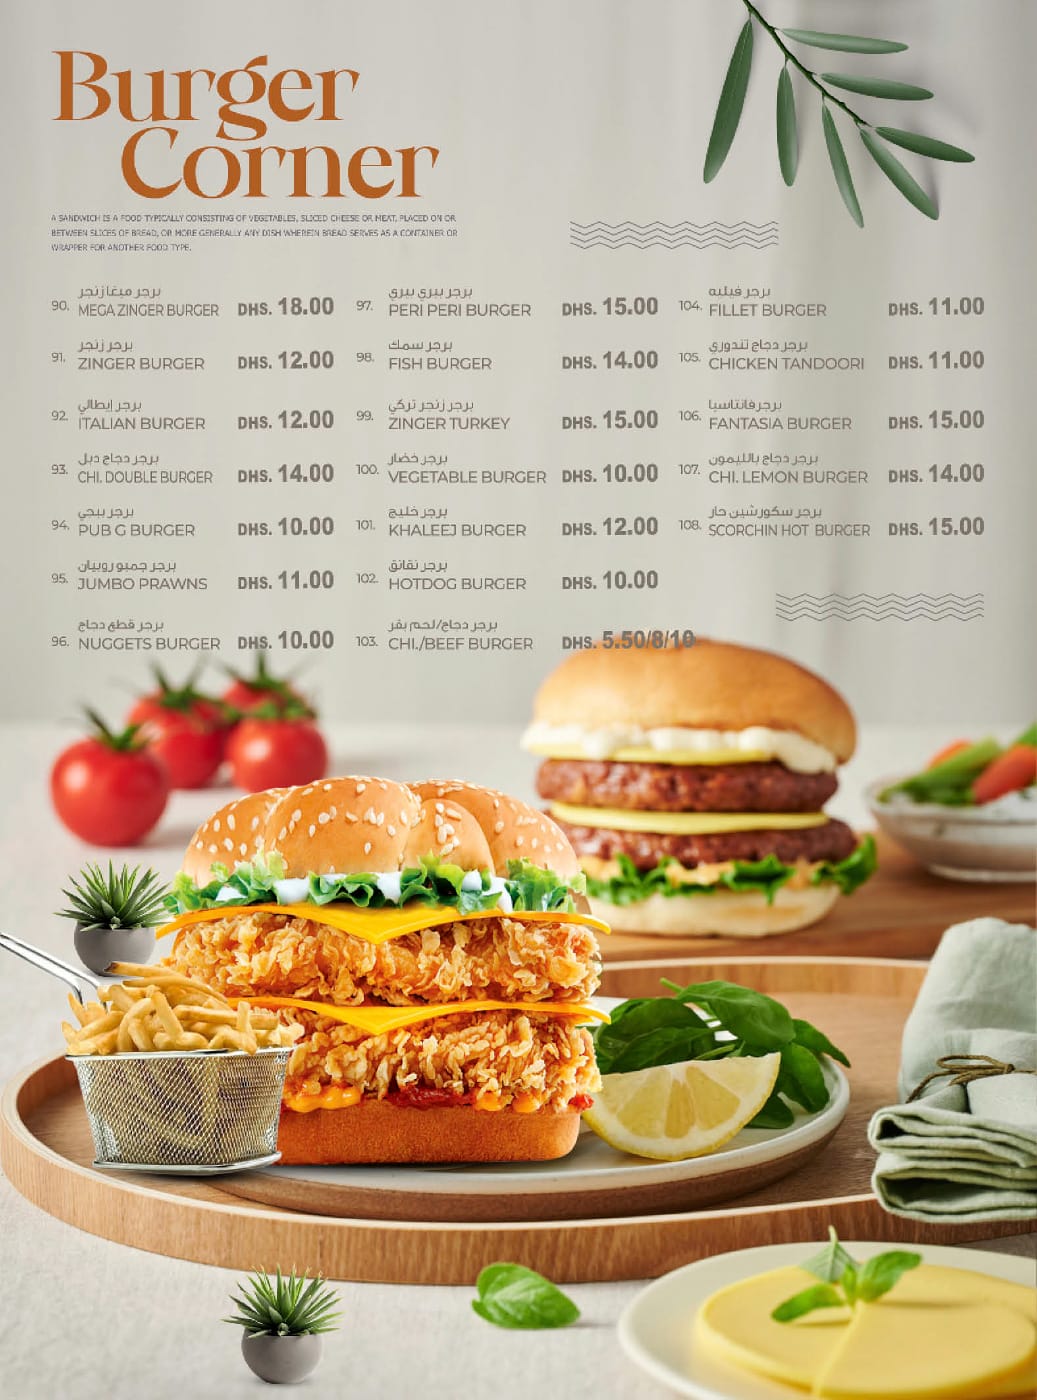 Burger
Corner
A SANDWICH IS A FOOD TYPICALLY CONSISTING OF VEGETABLES, SLICED CHEESE OR MEAT, PLACED ON OR
BETWEEN SLICES OF BREAD, OR MORE GENERALLY ANY DISH WHEREIN BREAD SERVES AS A CONTAINER OR
WRAPPER FOR ANOTHER FOOD TYPE.
برجر ميغا زنجر
90. MEGA ZINGER BURGER DHS. 18.00
برجر زنجر
91. ZINGER BURGER DHS. 12.00
برجر إيطالي
92. ITALIAN BURGER DHS. 12.00
برجر دجاج دبل
93. CHI. DOUBLE BURGER DHS. 14.00
برجر ببجي
94. PUB G BURGER DHS. 10.00
برجر جمبو روبيان
95. JUMBO PRAWNS DHS. 11.00
برجر قطع دجاج
96. NUGGETS BURGER DHS. 10.00
برجر بيري بيري
97. PERI PERI BURGER DHS. 15.00
برجر سمك
98. FISH BURGER DHS. 14.00
برجر زنجر تركي
99. ZINGER TURKEY DHS. 15.00
برجر خضار
100. VEGETABLE BURGER DHS. 10.00
برجر خليج
101. KHALEEJ BURGER DHS. 12.00
برجر نقانق
102. HOTDOG BURGER DHS. 10.00
برجر دجاج/لحم بقر
103. CHI./BEEF BURGER DHS. 5.50/8/10
برجر فيليه
104. FILLET BURGER DHS. 11.00
برجر دجاج تندوري
105. CHICKEN TANDOORI DHS. 11.00
برجر فانتاسيا
106. FANTASIA BURGER DHS. 15.00
برجر دجاج بالليمون
107. CHI. LEMON BURGER DHS. 14.00
برجر سكورشين حار
108. SCORCHIN HOT BURGER DHS. 15.00